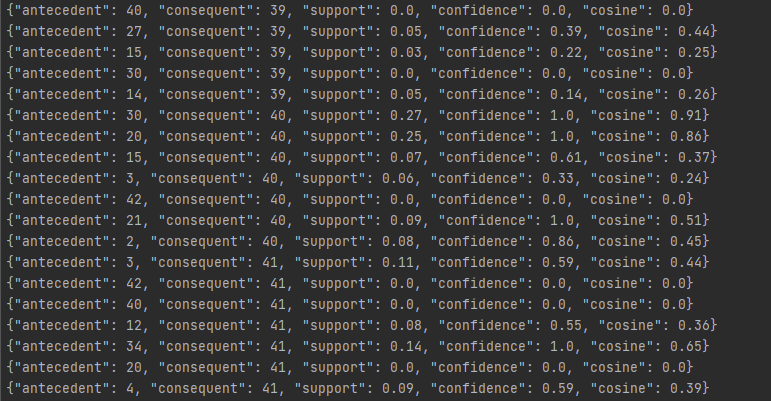 {"antecedent": 40, "consequent": 39, "support": 0.0, "confidence": 0.0, "cosine": 0.0}
{"antecedent": 27, "consequent": 39, "support": 0.05, "confidence": 0.39, "cosine": 0.44}
{"antecedent": 15, "consequent": 39, "support": 0.03, "confidence": 0.22, "cosine": 0.25}
{"antecedent": 30, "consequent": 39, "support": 0.0, "confidence": 0.0, "cosine": 0.0}
{"antecedent": 14, "consequent": 39, "support": 0.05, "confidence": 0.14, "cosine": 0.26}
{"antecedent": 30, "consequent": 40, "support": 0.27, "confidence": 1.0, "cosine": 0.91}
{"antecedent": 20, "consequent": 40, "support": 0.25, "confidence": 1.0, "cosine": 0.86}
{"antecedent": 15, "consequent": 40, "support": 0.07, "confidence": 0.61, "cosine": 0.37}
{"antecedent": 3, "consequent": 40, "support": 0.06, "confidence": 0.33, "cosine": 0.24}
{"antecedent": 42, "consequent": 40, "support": 0.0, "confidence": 0.0, "cosine": 0.0}
{"antecedent": 21, "consequent": 40, "support": 0.09, "confidence": 1.0, "cosine": 0.51}
{"antecedent": 2, "consequent": 40, "support": 0.08, "confidence": 0.86, "cosine": 0.45}
{"antecedent": 3, "consequent": 41, "support": 0.11, "confidence": 0.59, "cosine": 0.44}
{"antecedent": 42, "consequent": 41, "support": 0.0, "confidence": 0.0, "cosine": 0.0}
{"antecedent": 40, "consequent": 41, "support": 0.0, "confidence": 0.0, "cosine": 0.0}
{"antecedent": 12, "consequent": 41, "support": 0.08, "confidence": 0.55, "cosine": 0.36}
{"antecedent": 34, "consequent": 41, "support": 0.14, "confidence": 1.0, "cosine": 0.65}
{"antecedent": 20, "consequent": 41, "support": 0.0, "confidence": 0.0, "cosine": 0.0}
{"antecedent": 4, "consequent": 41, "support": 0.09, "confidence": 0.59, "cosine": 0.39}